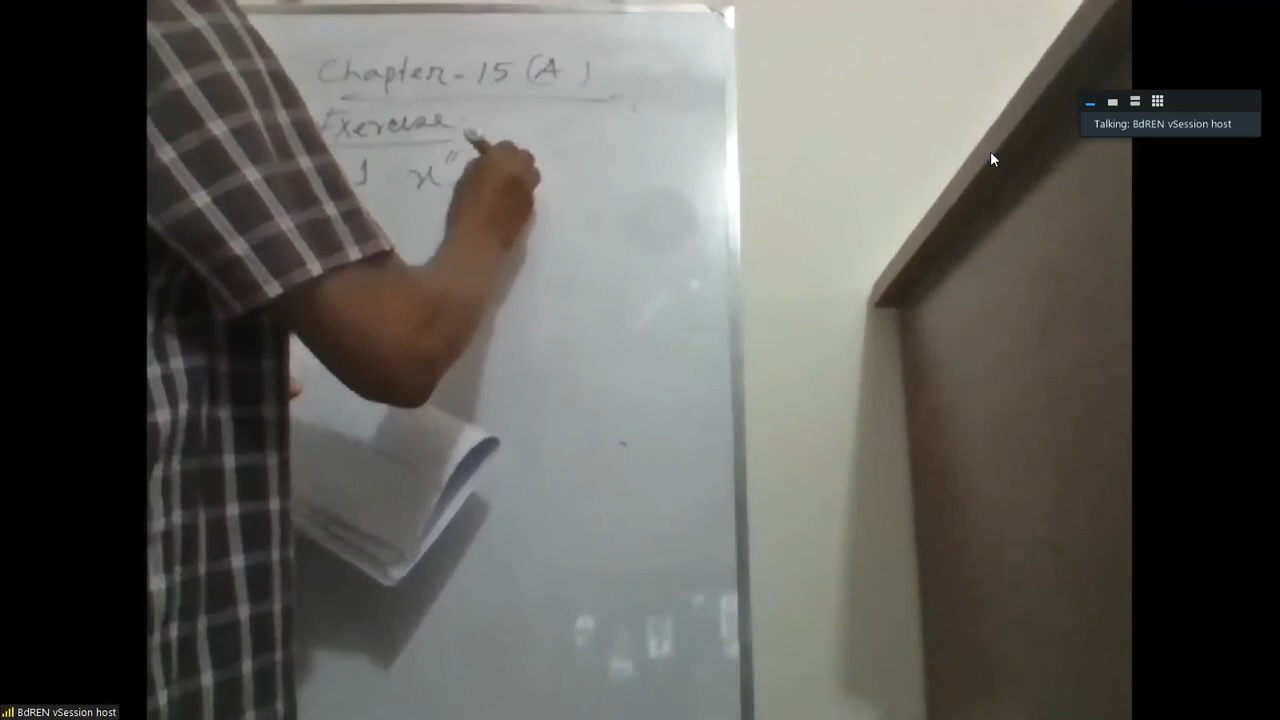 Chapter - 15 (A)
Exercise:
1 x"
Talking: BdREN vSession host
BdREN vSession host